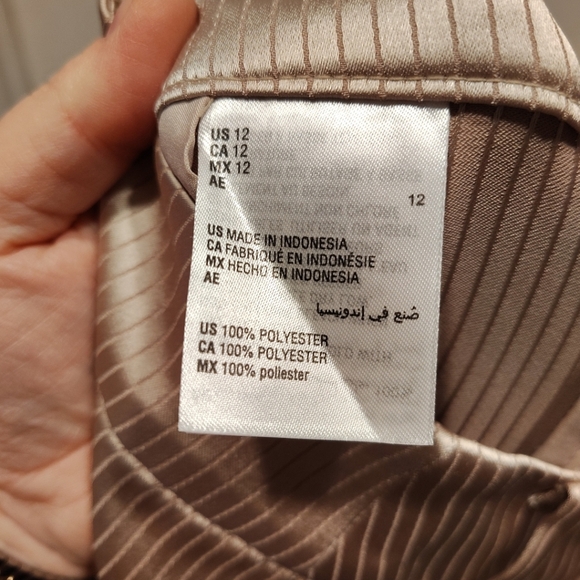 US 12
CA 12
MX 12
AE
12
US MADE IN INDONESIA
CA FABRIQUÉ EN INDONÉSIE
MX HECHO EN INDONESIA
AE
صُنع في إندونيسيا
US 100% POLYESTER
CA 100% POLYESTER
MX 100% poliester